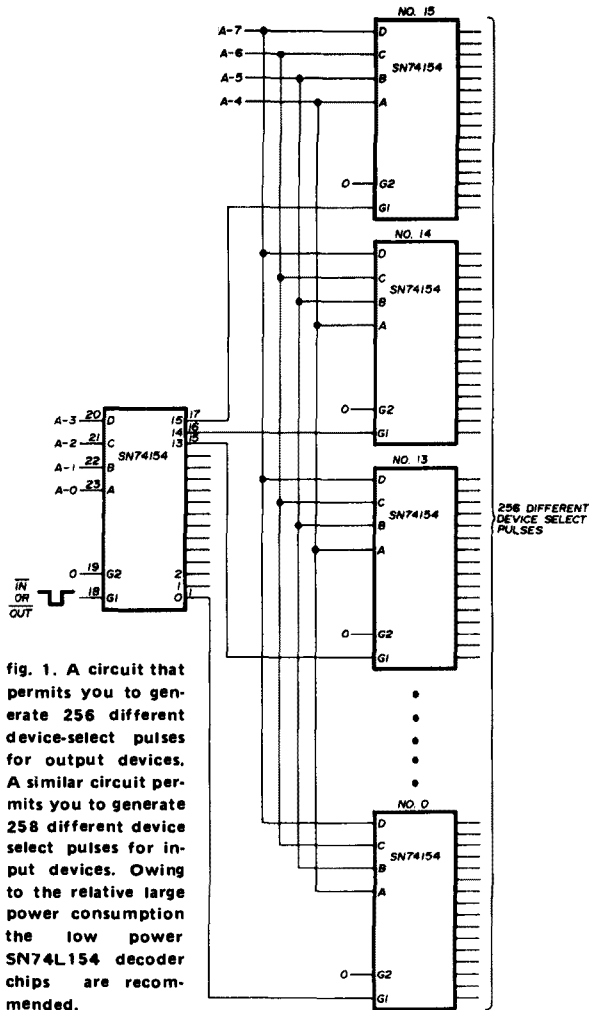 NO. 15
A-7
D
A-6
C
SN74154
A-5
B
A-4
A
0
G2
G1
NO. 14
D
C
SN74154
B
A
0
G2
G1
A-3
20
D
15
17
14
16
A-2
21
C
13
15
A-1
22
B
SN74154
A-0
23
A
0
19
G2
2
1
IN
OR
OUT
18
G1
0
1
NO. 13
D
C
SN74154
B
A
0
G2
G1
256 DIFFERENT
DEVICE SELECT
PULSES
NO. 0
D
C
SN74154
B
A
0
G2
G1
fig. 1. A circuit that
permits you to gen-
erate 256 different
device-select pulses
for output devices.
A similar circuit per-
mits you to generate
258 different device
select pulses for in-
put devices. Owing
to the relative large
power consumption
the low power
SN74L154 decoder
chips are recom-
mended.